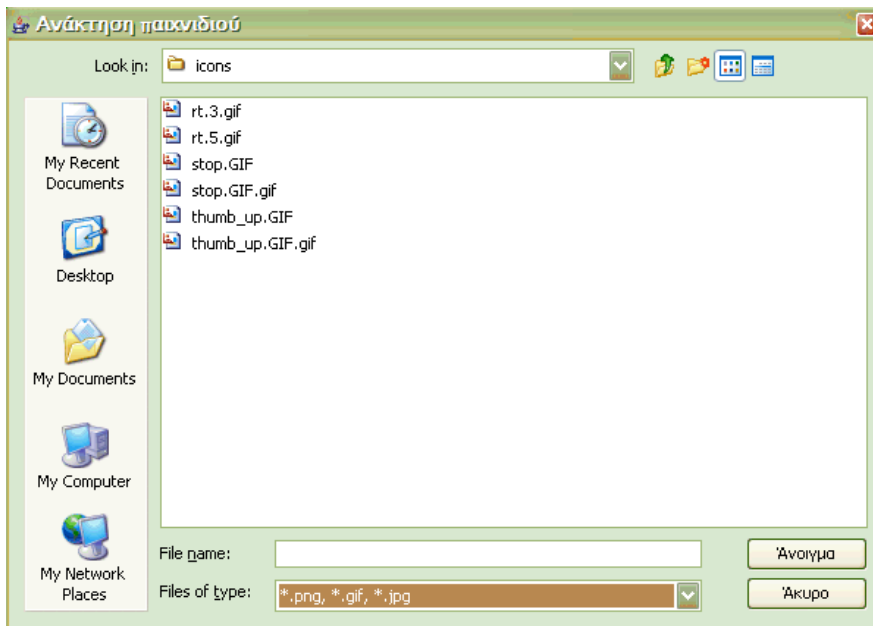 Ανάκτηση παιχνιδιού
Look in:
icons
My Recent
Documents
Desktop
My Documents
My Computer
My Network
Places
rt.3.gif
rt.5.gif
stop.GIF
stop.GIF.gif
thumb_up.GIF
thumb_up.GIF.gif
File name:
Άνοιγμα
Files of type:
*.png, *.gif, *.jpg
Άκυρο